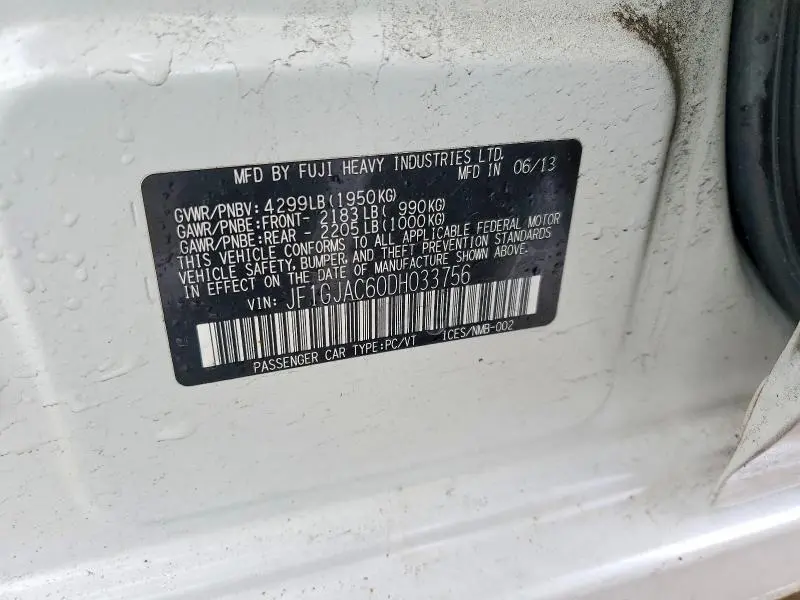 MFD BY FUJI HEAVY INDUSTRIES LTD.
MFD IN 06/13
GVWR/PNBV: 4299LB(1950KG)
GAWR/PNBE:FRONT- 2183LB( 990KG)
GAWR/PNBE:REAR - 2205LB(1000KG)
THIS VEHICLE CONFORMS TO ALL APPLICABLE FEDERAL MOTOR
VEHICLE SAFETY, BUMPER, AND THEFT PREVENTION STANDARDS
IN EFFECT ON THE DATE OF MANUFACTURE SHOWN ABOVE.
VIN: JF1GJAC60DH033756
PASSENGER CAR TYPE:PC/VT ICES/NMB-002